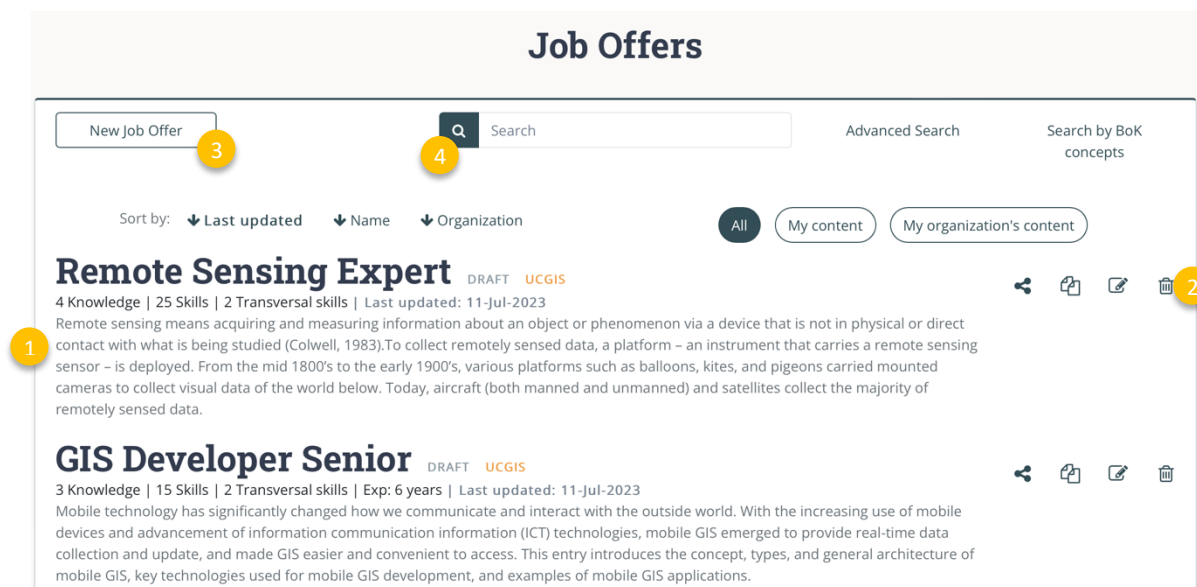 Job Offers
New Job Offer
3
4
Search
Advanced Search
Search by BoK
concepts
Sort by: Last updated Name Organization
All My content My organization's content
Remote Sensing Expert DRAFT UCGIS
2
4 Knowledge | 25 Skills | 2 Transversal skills | Last updated: 11-Jul-2023
Remote sensing means acquiring and measuring information about an object or phenomenon via a device that is not in physical or direct
1
contact with what is being studied (Colwell, 1983).To collect remotely sensed data, a platform – an instrument that carries a remote sensing
sensor – is deployed. From the mid 1800's to the early 1900's, various platforms such as balloons, kites, and pigeons carried mounted
cameras to collect visual data of the world below. Today, aircraft (both manned and unmanned) and satellites collect the majority of
remotely sensed data.
GIS Developer Senior DRAFT UCGIS
3 Knowledge | 15 Skills | 2 Transversal skills | Exp: 6 years | Last updated: 11-Jul-2023
Mobile technology has significantly changed how we communicate and interact with the outside world. With the increasing use of mobile
devices and advancement of information communication information (ICT) technologies, mobile GIS emerged to provide real-time data
collection and update, and made GIS easier and convenient to access. This entry introduces the concept, types, and general architecture of
mobile GIS, key technologies used for mobile GIS development, and examples of mobile GIS applications.